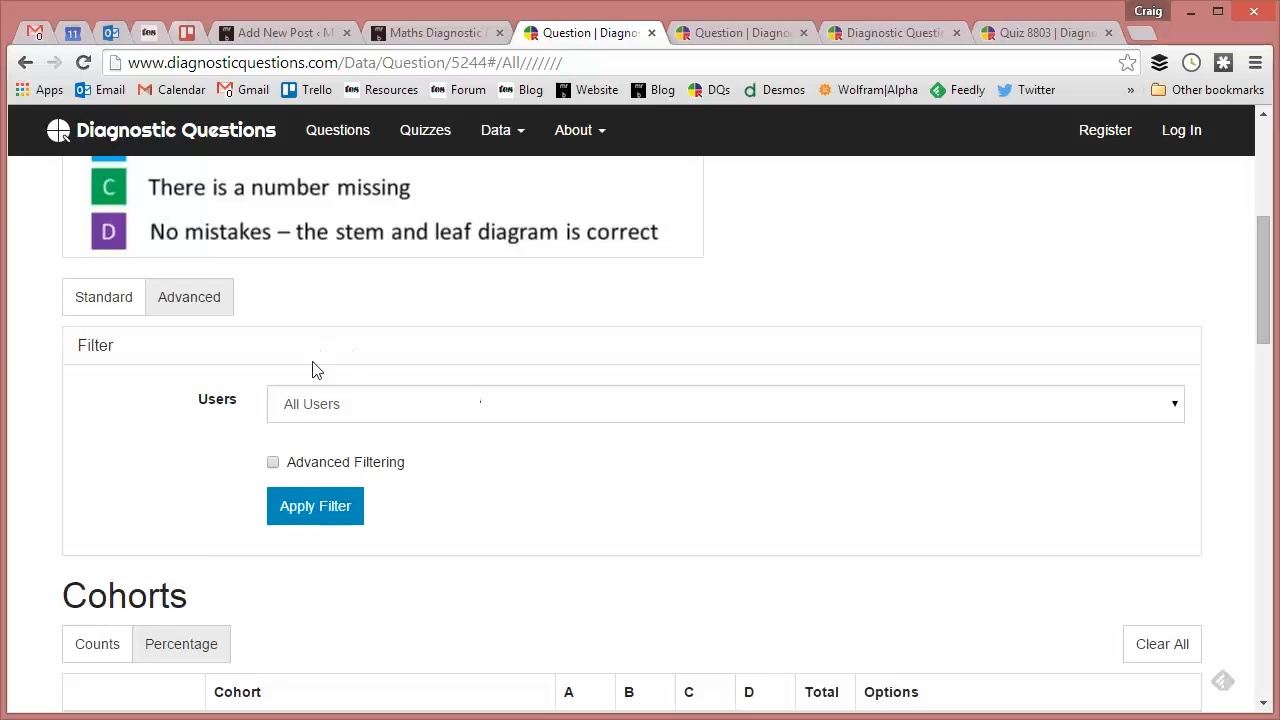 Craig
Add New Post ‹ M
Maths Diagnostic
Question | Diagnos
Question | Diagnos
Diagnostic Questi
Quiz 8803 | Diagno
www.diagnosticquestions.com/Data/Question/5244#/All///////
Apps Email Calendar Gmail Trello Resources Forum Blog Website Blog DQs Desmos Wolfram|Alpha Feedly Twitter » Other bookmarks
Diagnostic Questions Questions Quizzes Data About Register Log In
C There is a number missing
D No mistakes – the stem and leaf diagram is correct
Standard Advanced
Filter
Users All Users
Advanced Filtering
Apply Filter
Cohorts
Counts Percentage Clear All
Cohort A B C D Total Options